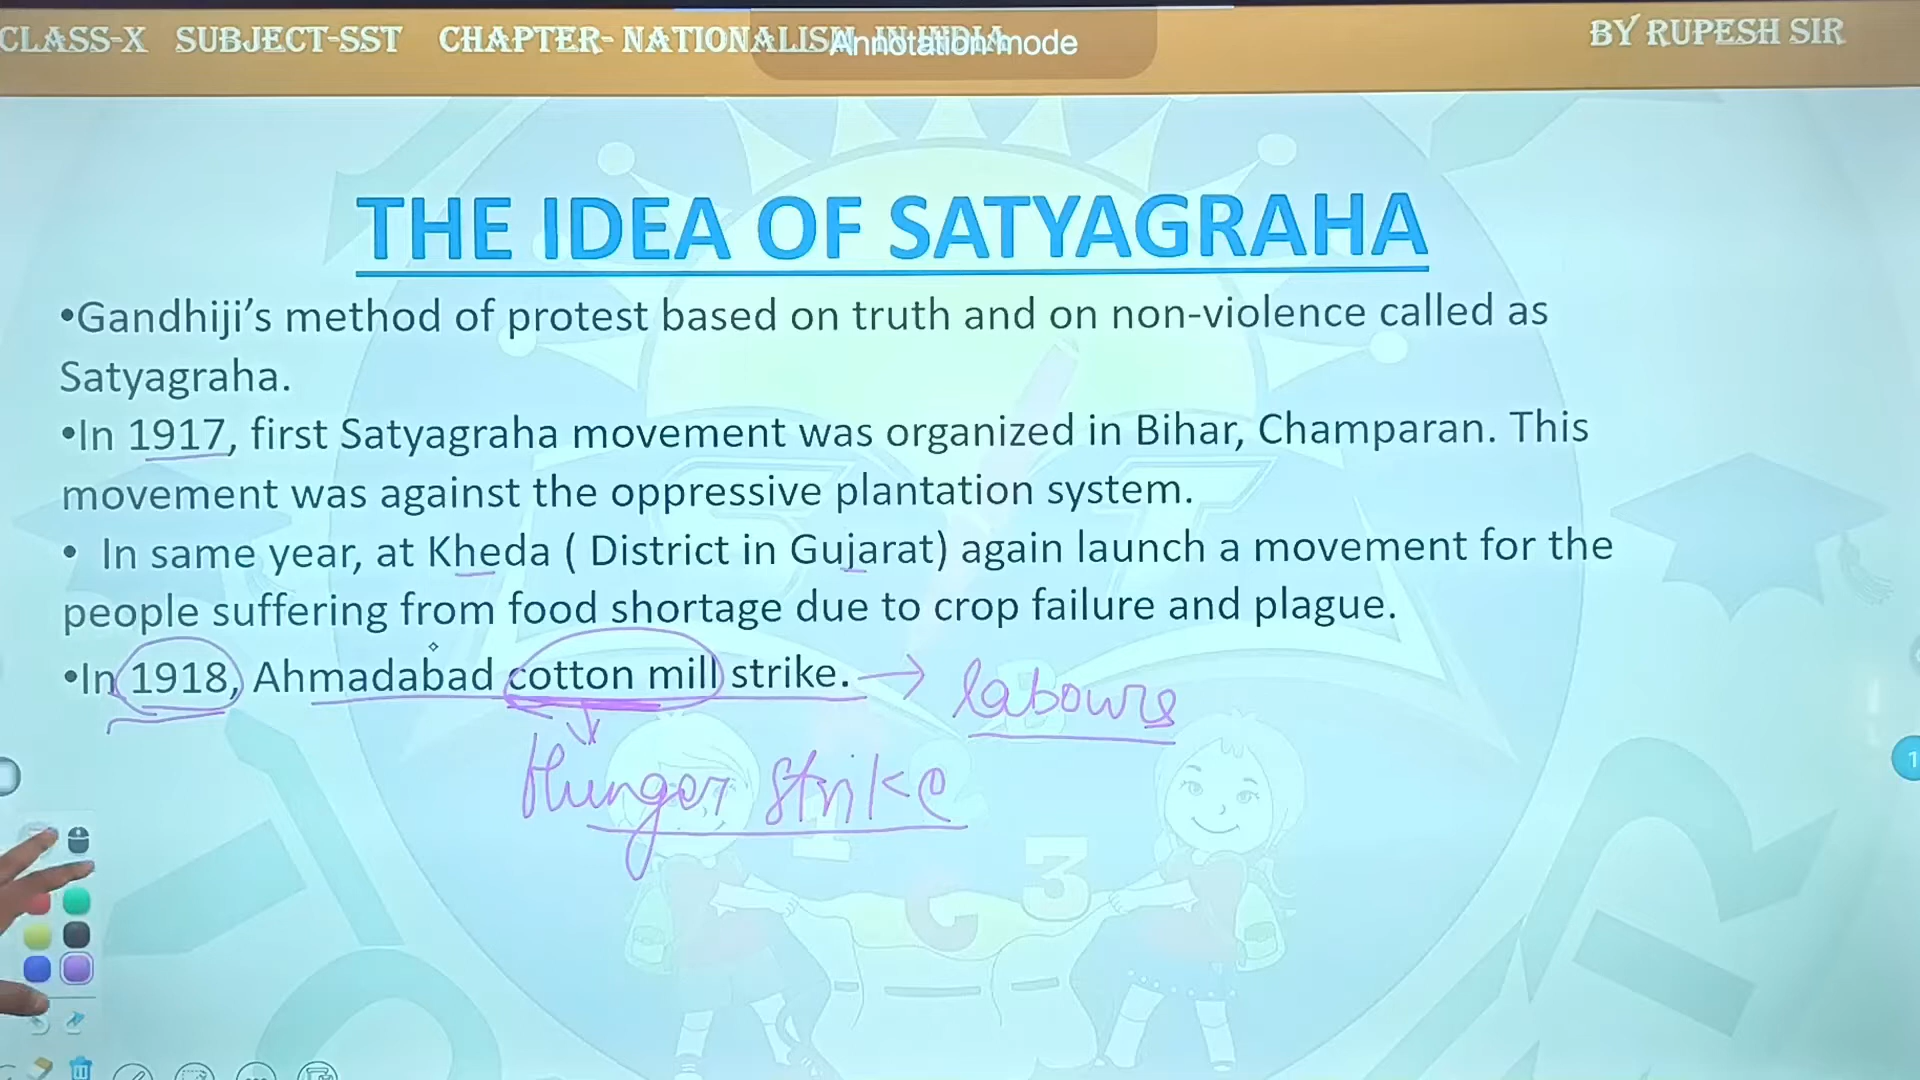 CLASS-X SUBJECT-SST CHAPTER- NATIONALISM IN INDIA BY RUPESH SIR
Annotation mode
THE IDEA OF SATYAGRAHA
•Gandhiji’s method of protest based on truth and on non-violence called as
Satyagraha.
•In 1917, first Satyagraha movement was organized in Bihar, Champaran. This
movement was against the oppressive plantation system.
• In same year, at Kheda ( District in Gujarat) again launch a movement for the
people suffering from food shortage due to crop failure and plague.
•In 1918, Ahmadabad cotton mill strike. → labours
Hunger strike